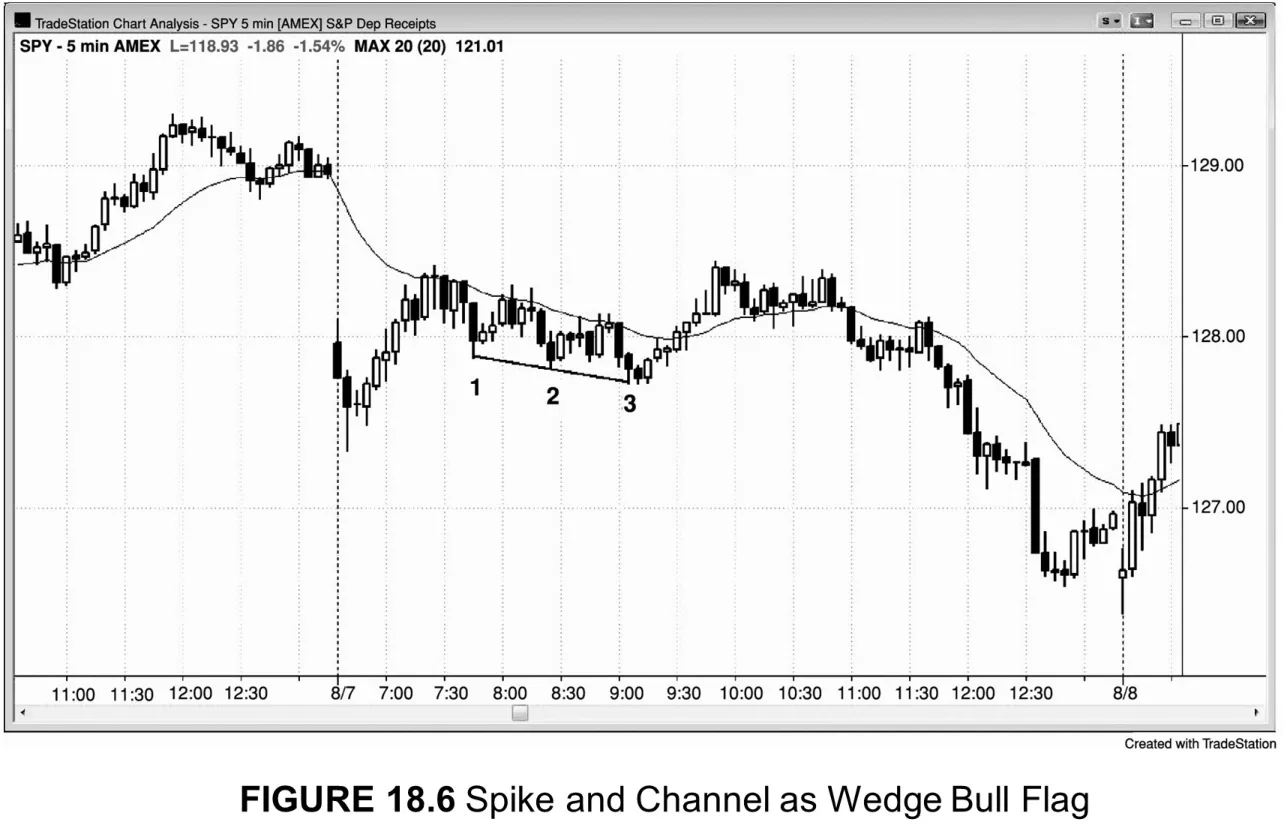 TradeStation Chart Analysis - SPY 5 min [AMEX] S&P Dep Receipts
SPY - 5 min AMEX L=118.93 -1.86 -1.54% MAX 20 (20) 121.01
129.00
128.00
127.00
1
2
3
11:00 11:30 12:00 12:30 8/7 7:00 7:30 8:00 8:30 9:00 9:30 10:00 10:30 11:00 11:30 12:00 12:30 8/8
Created with TradeStation
FIGURE 18.6 Spike and Channel as Wedge Bull Flag